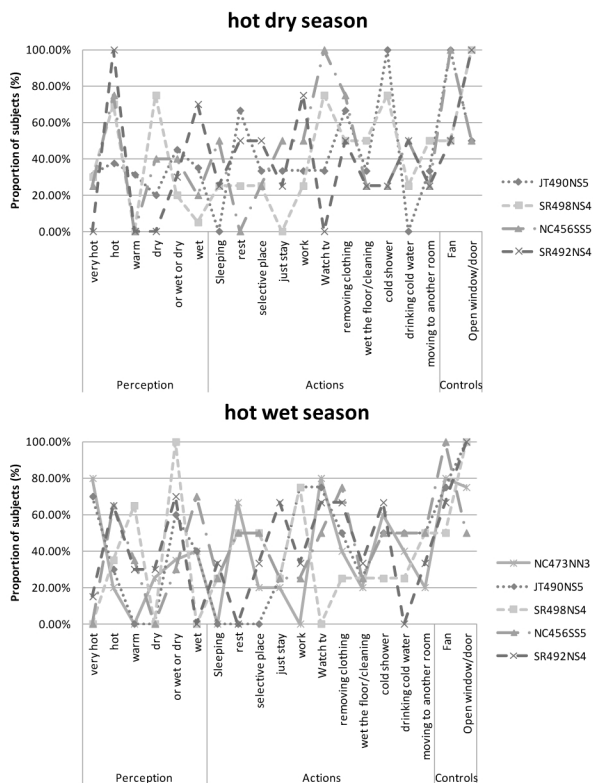 hot dry season
100.00%
80.00%
60.00%
40.00%
20.00%
0.00%
Proportion of subjects (%)
very hot
hot
warm
dry
or wet or dry
wet
Sleeping
rest
selective place
just stay
work
Watch tv
removing clothing
wet the floor/cleaning
cold shower
drinking cold water
moving to another room
Fan
Open window/door
Perception
Actions
Controls
JT490NS5
SR498NS4
NC456SS5
SR492NS4
hot wet season
100.00%
80.00%
60.00%
40.00%
20.00%
0.00%
Proportion of subjects (%)
very hot
hot
warm
dry
or wet or dry
wet
Sleeping
rest
selective place
just stay
work
Watch tv
removing clothing
wet the floor/cleaning
cold shower
drinking cold water
moving to another room
Fan
Open window/door
Perception
Actions
Controls
NC473NN3
JT490NS5
SR498NS4
NC456SS5
SR492NS4